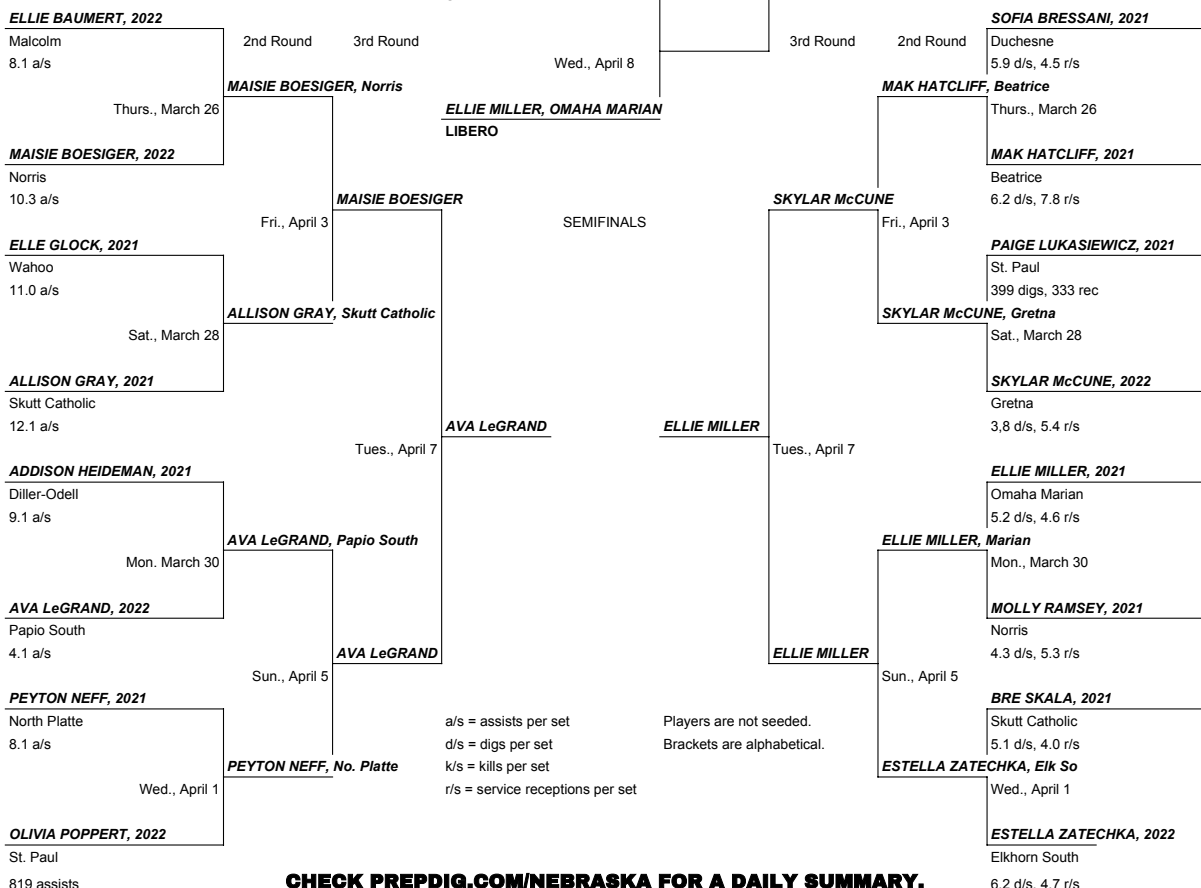 ELLIE BAUMERT, 2022
Malcolm
8.1 a/s
2nd Round
3rd Round
Thurs., March 26
MAISIE BOESIGER, Norris
MAISIE BOESIGER, 2022
Norris
10.3 a/s
Fri., April 3
MAISIE BOESIGER
ELLE GLOCK, 2021
Wahoo
11.0 a/s
Sat., March 28
ALLISON GRAY, Skutt Catholic
ALLISON GRAY, 2021
Skutt Catholic
12.1 a/s
Tues., April 7
AVA LeGRAND
ADDISON HEIDEMAN, 2021
Diller-Odell
9.1 a/s
Mon. March 30
AVA LeGRAND, Papio South
AVA LeGRAND, 2022
Papio South
4.1 a/s
Sun., April 5
AVA LeGRAND
PEYTON NEFF, 2021
North Platte
8.1 a/s
Wed., April 1
PEYTON NEFF, No. Platte
OLIVIA POPPERT, 2022
St. Paul
819 assists
Wed., April 8
ELLIE MILLER, OMAHA MARIAN
LIBERO
SEMIFINALS
a/s = assists per set
d/s = digs per set
k/s = kills per set
r/s = service receptions per set
Players are not seeded.
Brackets are alphabetical.
3rd Round
2nd Round
SOFIA BRESSANI, 2021
Duchesne
5.9 d/s, 4.5 r/s
MAK HATCLIFF, Beatrice
Thurs., March 26
MAK HATCLIFF, 2021
Beatrice
6.2 d/s, 7.8 r/s
SKYLAR McCUNE
Fri., April 3
PAIGE LUKASIEWICZ, 2021
St. Paul
399 digs, 333 rec
SKYLAR McCUNE, Gretna
Sat., March 28
SKYLAR McCUNE, 2022
Gretna
3,8 d/s, 5.4 r/s
ELLIE MILLER
Tues., April 7
ELLIE MILLER, 2021
Omaha Marian
5.2 d/s, 4.6 r/s
ELLIE MILLER, Marian
Mon., March 30
MOLLY RAMSEY, 2021
Norris
4.3 d/s, 5.3 r/s
ELLIE MILLER
Sun., April 5
BRE SKALA, 2021
Skutt Catholic
5.1 d/s, 4.0 r/s
ESTELLA ZATECHKA, Elk So
Wed., April 1
ESTELLA ZATECHKA, 2022
Elkhorn South
6.2 d/s, 4.7 r/s
CHECK PREPDIG.COM/NEBRASKA FOR A DAILY SUMMARY.